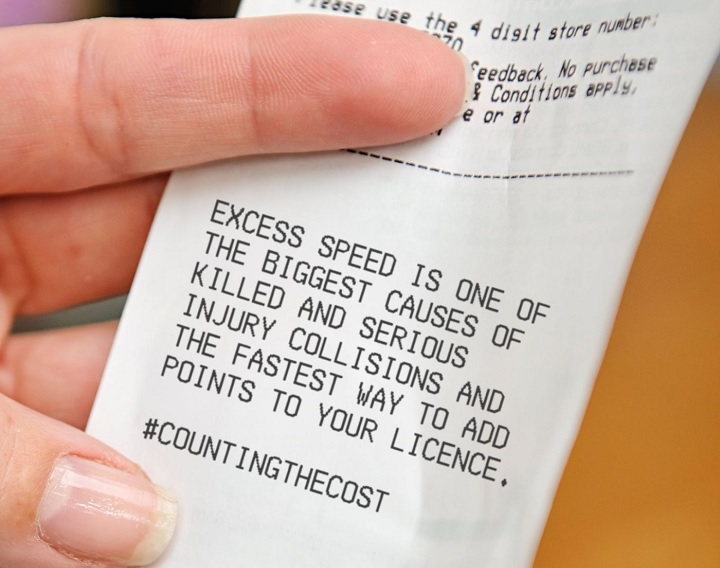 Please use the 4 digit store number:
feedback. No purchase
& Conditions apply.
e or at
EXCESS SPEED IS ONE OF
THE BIGGEST CAUSES OF
KILLED AND SERIOUS
INJURY COLLISIONS AND
THE FASTEST WAY TO ADD
POINTS TO YOUR LICENCE.
#COUNTINGTHECOST